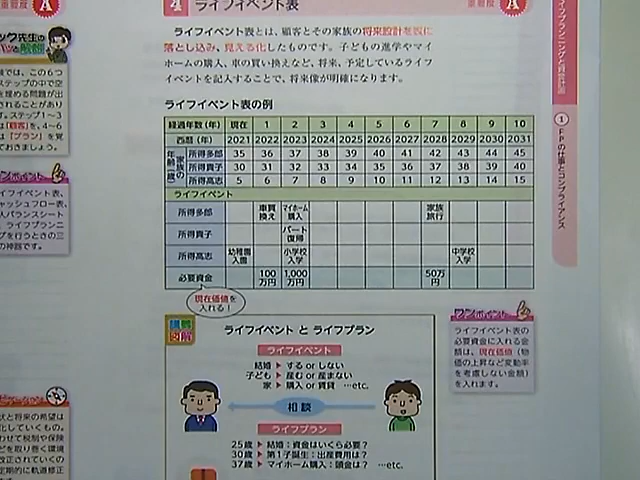 4 ライフイベント表
重要度 A
ライフイベント表とは、顧客とその家族の将来設計を表に
落とし込み、見える化したものです。子どもの進学やマイ
ホームの購入、車の買い換えなど、将来、予定しているライフ
イベントを記入することで、将来像が明確になります。
ライフイベント表の例
経過年数(年) 現在 1 2 3 4 5 6 7 8 9 10
西暦(年) 2021 2022 2023 2024 2025 2026 2027 2028 2029 2030 2031
家族の年齢(歳)
所得多郎 35 36 37 38 39 40 41 42 43 44 45
所得貴子 30 31 32 33 34 35 36 37 38 39 40
所得高志 5 6 7 8 9 10 11 12 13 14 15
ライフイベント
所得多郎 車買換え マイホーム購入 家族旅行
所得貴子 パート復帰
所得高志 幼稚園入園 小学校入学 中学校入学
必要資金 100万円 1,000万円 50万円
現在価値を
入れる!
ライフイベント と ライフプラン
ライフイベント
結婚 ▶ する or しない
子ども ▶ 産む or 産まない
家 ▶ 購入 or 賃貸 …etc.
相談
ライフプラン
25歳 ▶ 結婚:資金はいくら必要?
30歳 ▶ 第1子誕生:出産費用は?
37歳 ▶ マイホーム購入:頭金は? …etc.
ワンポイント
ライフイベント表の
必要資金に入れる金
額は、現在価値(物価
の上昇など変動率
を考慮しない金額)
を入れます。
① FPの仕事とコンプライアンス